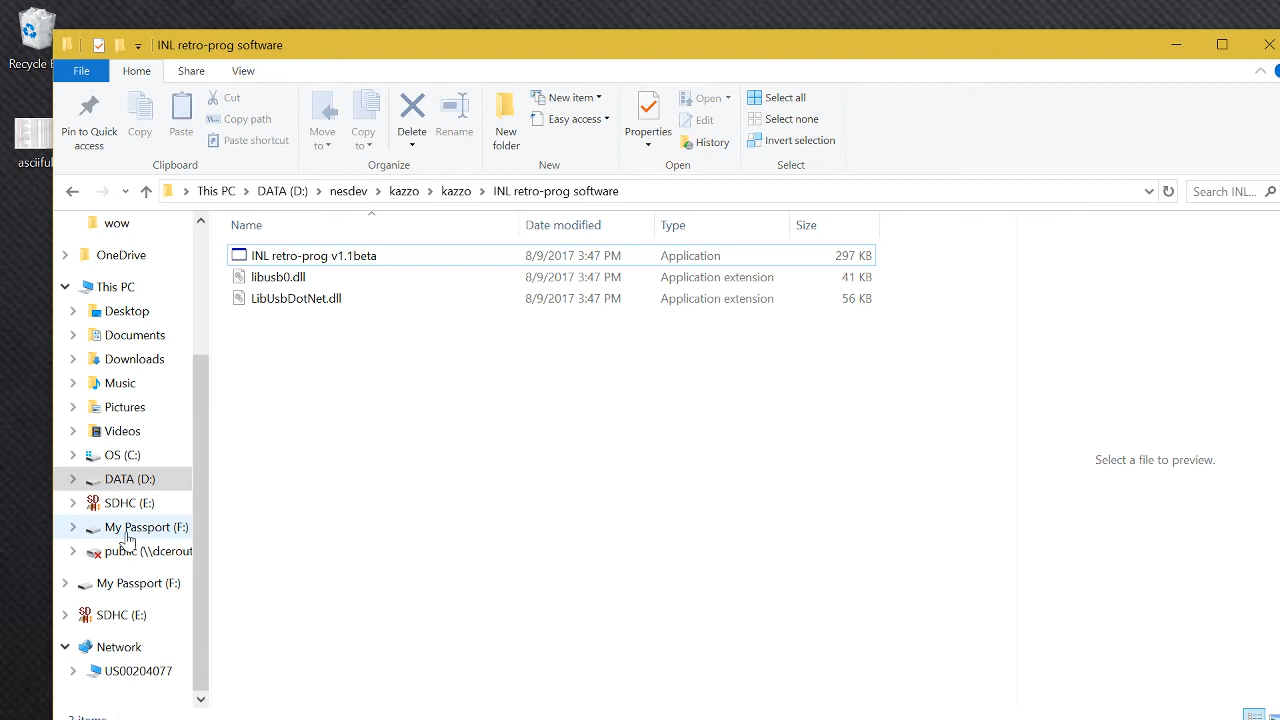 Recycle
INL retro-prog software
File Home Share View
Pin to Quick access
Copy
Paste
Cut
Copy path
Paste shortcut
Clipboard
Move to
Copy to
Delete
Rename
Organize
New folder
New item
Easy access
New
Properties
Open
Edit
History
Open
Select all
Select none
Invert selection
Select
asciiful
This PC > DATA (D:) > nesdev > kazzo > kazzo > INL retro-prog software
Search INL...
Name Date modified Type Size
INL retro-prog v1.1beta 8/9/2017 3:47 PM Application 297 KB
libusb0.dll 8/9/2017 3:47 PM Application extension 41 KB
LibUsbDotNet.dll 8/9/2017 3:47 PM Application extension 56 KB
wow
OneDrive
This PC
Desktop
Documents
Downloads
Music
Pictures
Videos
OS (C:)
DATA (D:)
SDHC (E:)
My Passport (F:)
public (\\dcerout
My Passport (F:)
SDHC (E:)
Network
US00204077
Select a file to preview.